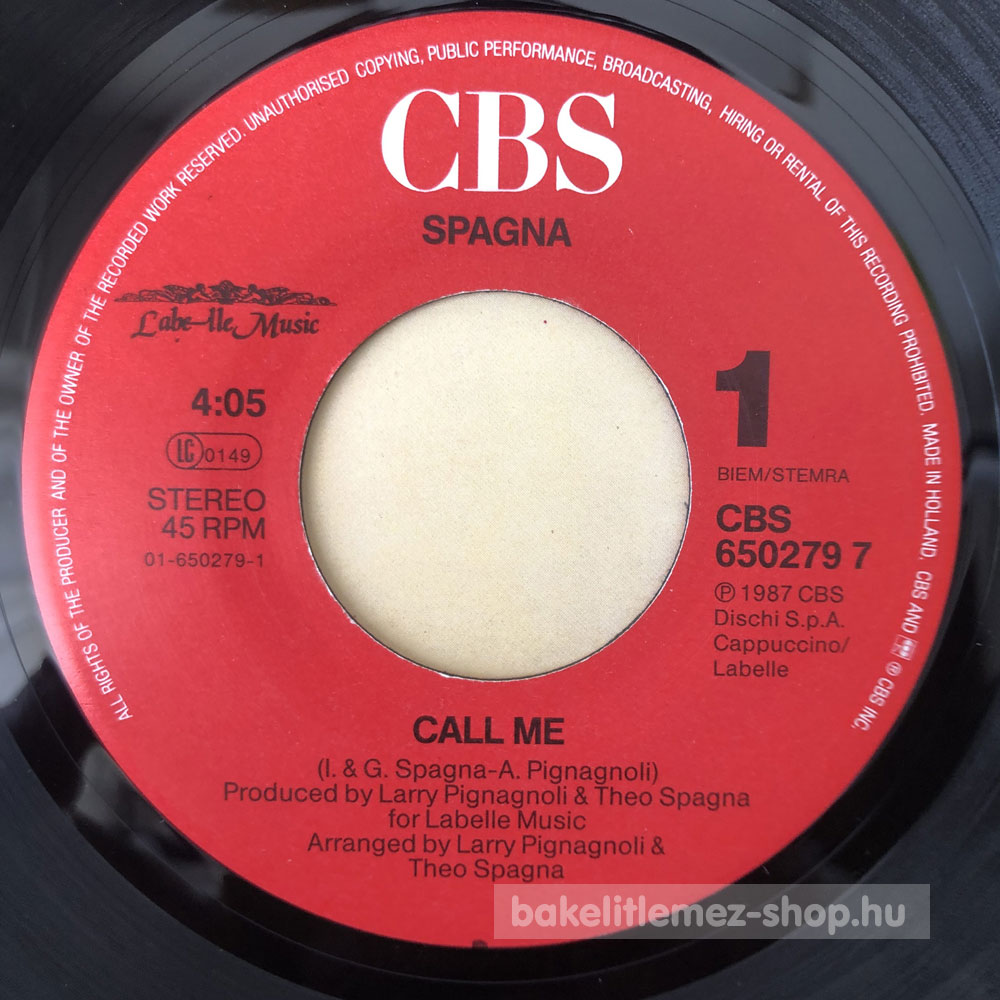 ALL RIGHTS OF THE PRODUCER AND OF THE OWNER OF THE RECORDED WORK RESERVED. UNAUTHORISED COPYING, PUBLIC PERFORMANCE, BROADCASTING, HIRING OR RENTAL OF THIS RECORDING PROHIBITED. MADE IN HOLLAND. CBS AND ® CBS INC.
CBS
SPAGNA
Labelle Music
4:05
LC 0149
STEREO
45 RPM
01-650279-1
1
BIEM/STEMRA
CBS
650279 7
℗ 1987 CBS
Dischi S.p.A.
Cappuccino/
Labelle
CALL ME
(I. & G. Spagna-A. Pignagnoli)
Produced by Larry Pignagnoli & Theo Spagna
for Labelle Music
Arranged by Larry Pignagnoli &
Theo Spagna
bakelitlemez-shop.hu